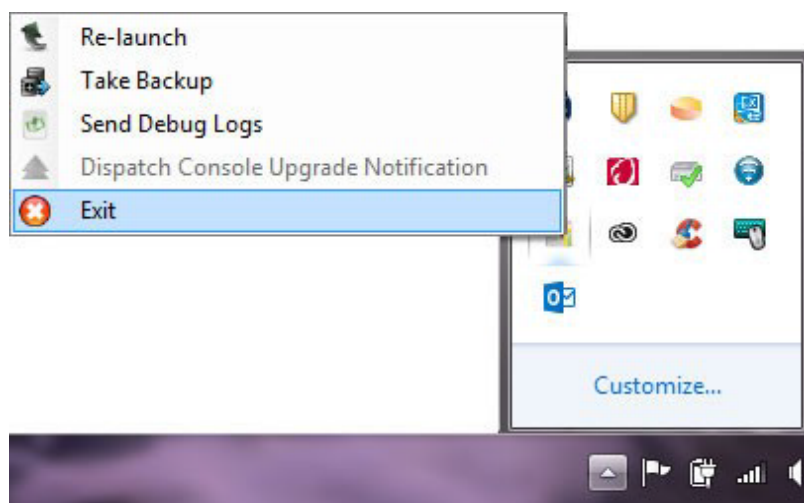 Re-launch
Take Backup
Send Debug Logs
Dispatch Console Upgrade Notification
Exit
Customize...